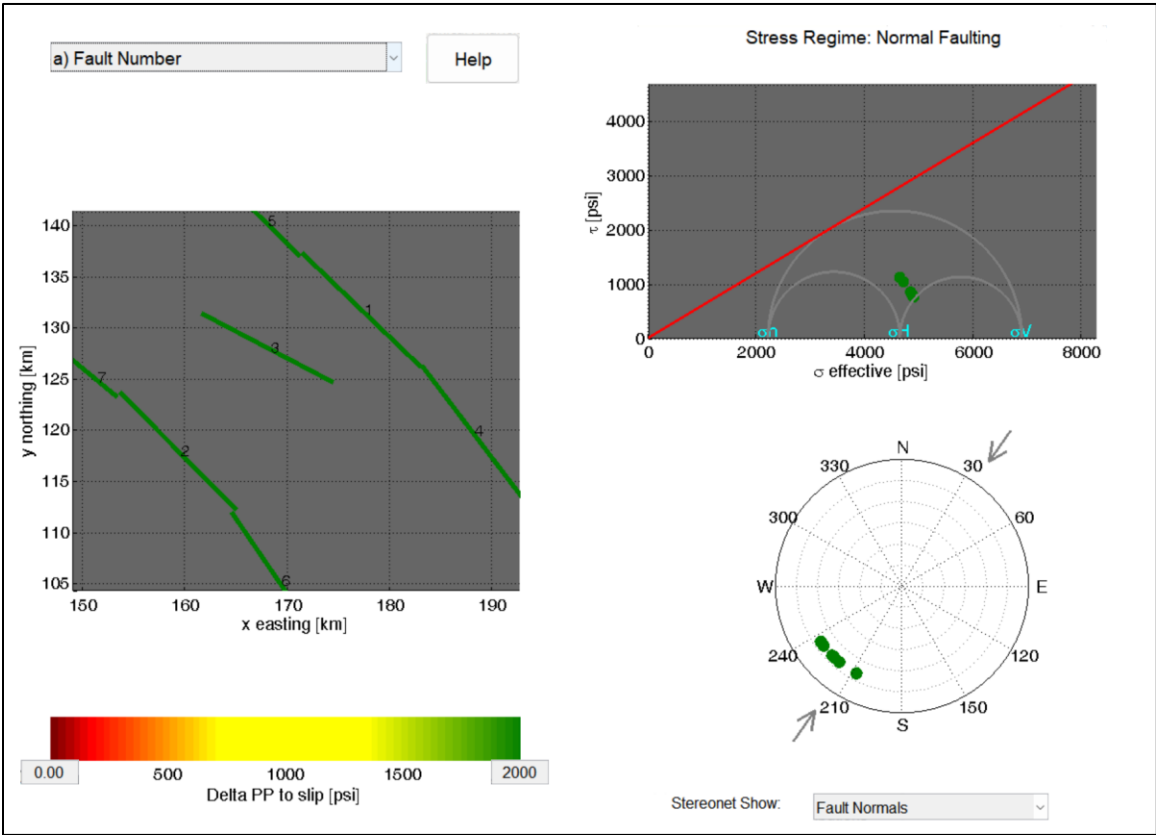 a) Fault Number
Help
140
135
130
125
120
115
110
105
150 160 170 180 190
y northing [km]
x easting [km]
5
1
3
7
4
2
6
0.00 500 1000 1500 2000
Delta PP to slip [psi]
Stress Regime: Normal Faulting
4000
3000
2000
1000
0
τ [psi]
σh σH σV
0 2000 4000 6000 8000
σ effective [psi]
N
330 30
300 60
W E
240 120
210 150
S
Stereonet Show: Fault Normals